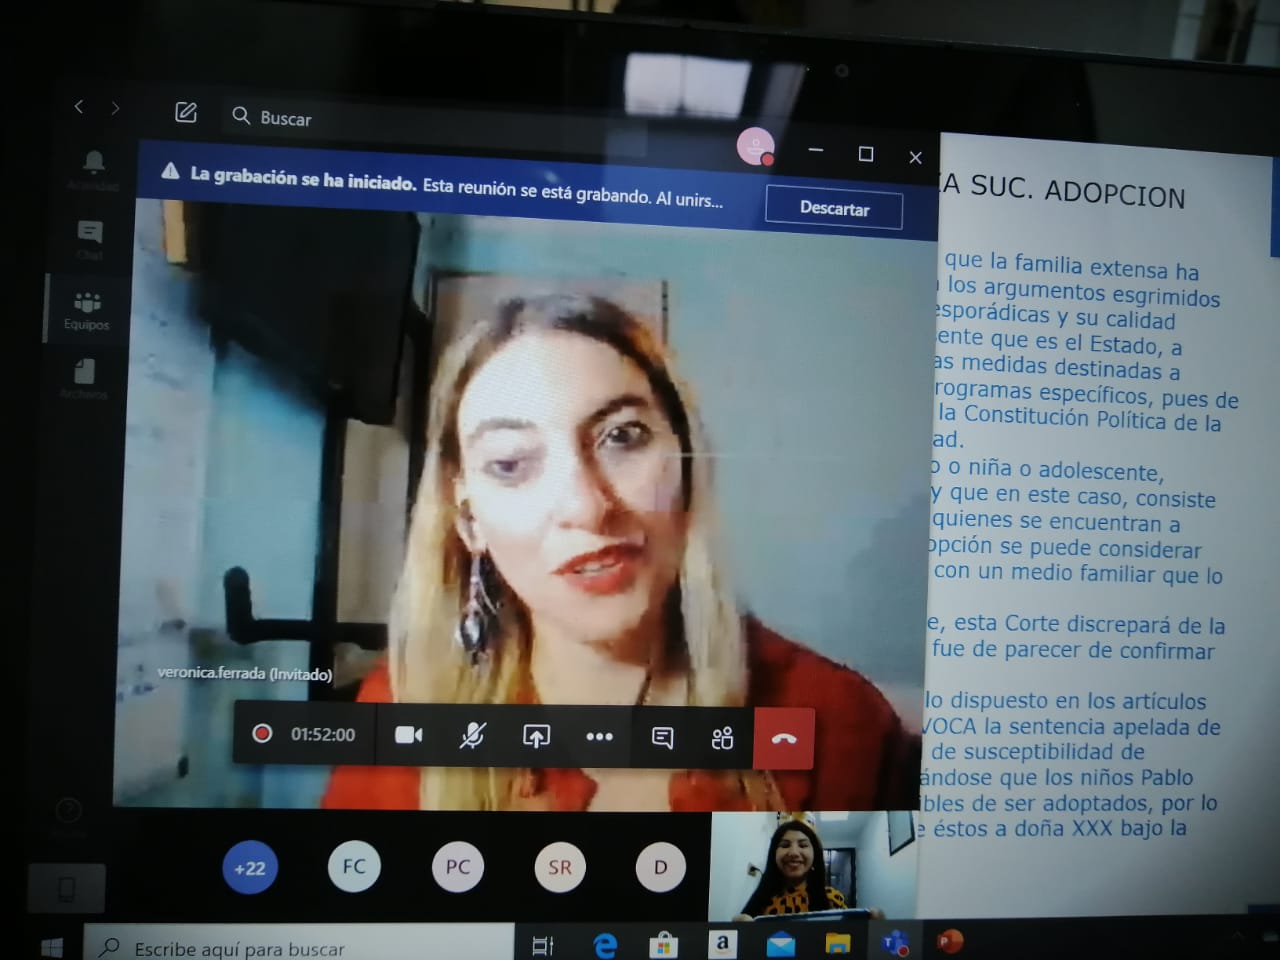 Buscar
La grabación se ha iniciado. Esta reunión se está grabando. Al unirs...
Descartar
Actividad
Chat
Equipos
Archivos
veronica.ferrada (Invitado)
01:52:00
+22
FC
PC
SR
D
Escribe aquí para buscar
A SUC. ADOPCION
que la familia extensa ha
los argumentos esgrimidos
esporádicas y su calidad
ente que es el Estado, a
as medidas destinadas a
rogramas específicos, pues de
la Constitución Política de la
ad.
o o niña o adolescente,
y que en este caso, consiste
quienes se encuentran a
opción se puede considerar
con un medio familiar que lo
e, esta Corte discrepará de la
fue de parecer de confirmar
lo dispuesto en los artículos
VOCA la sentencia apelada de
de susceptibilidad de
ándose que los niños Pablo
ibles de ser adoptados, por lo
e éstos a doña XXX bajo la